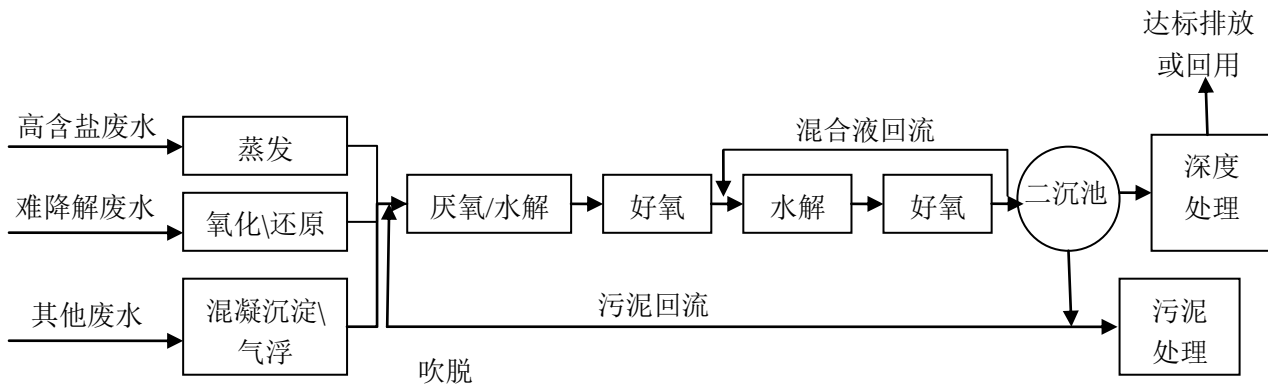 达标排放
或回用
高含盐废水
蒸发
混合液回流
深度
处理
难降解废水
氧化\还原
厌氧/水解
好氧
水解
好氧
二沉池
其他废水
混凝沉淀\
气浮
污泥回流
污泥
处理
吹脱